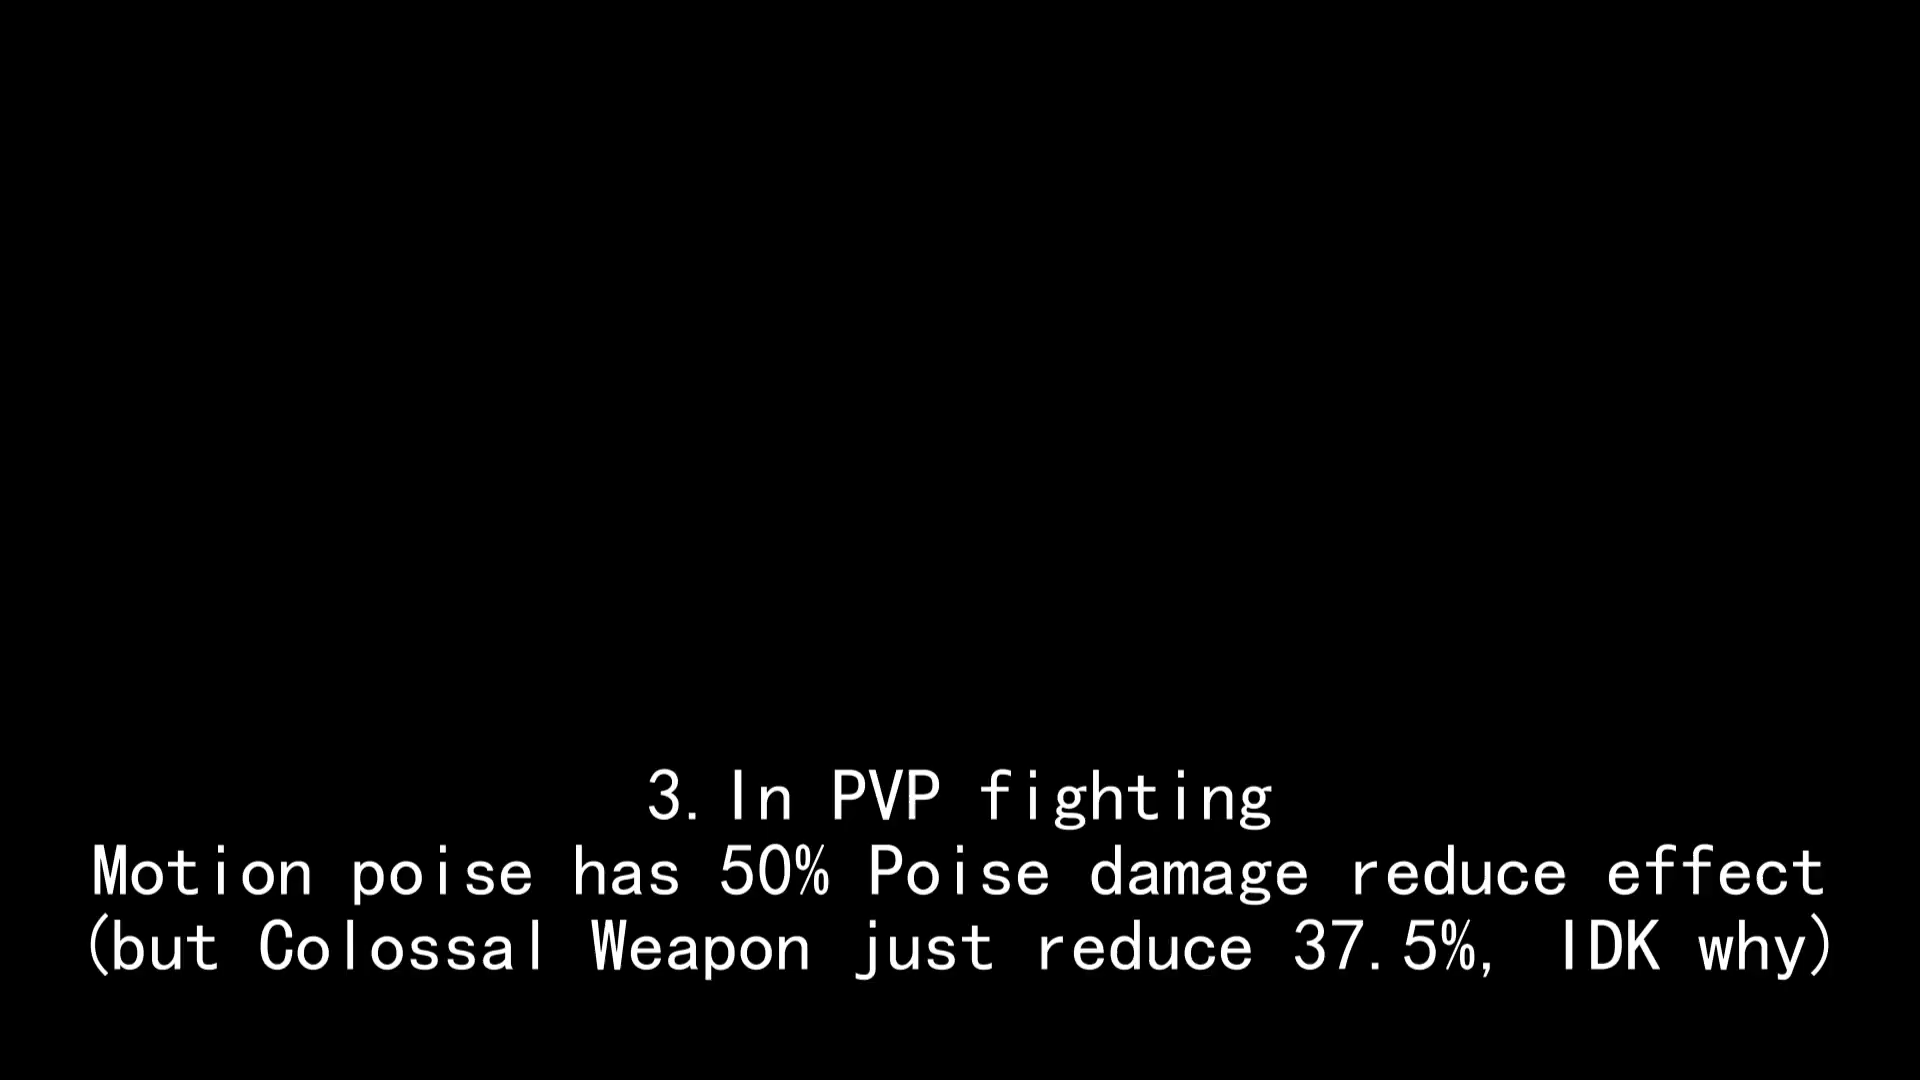 3. In PVP fighting
Motion poise has 50% Poise damage reduce effect
(but Colossal Weapon just reduce 37.5%, IDK why)